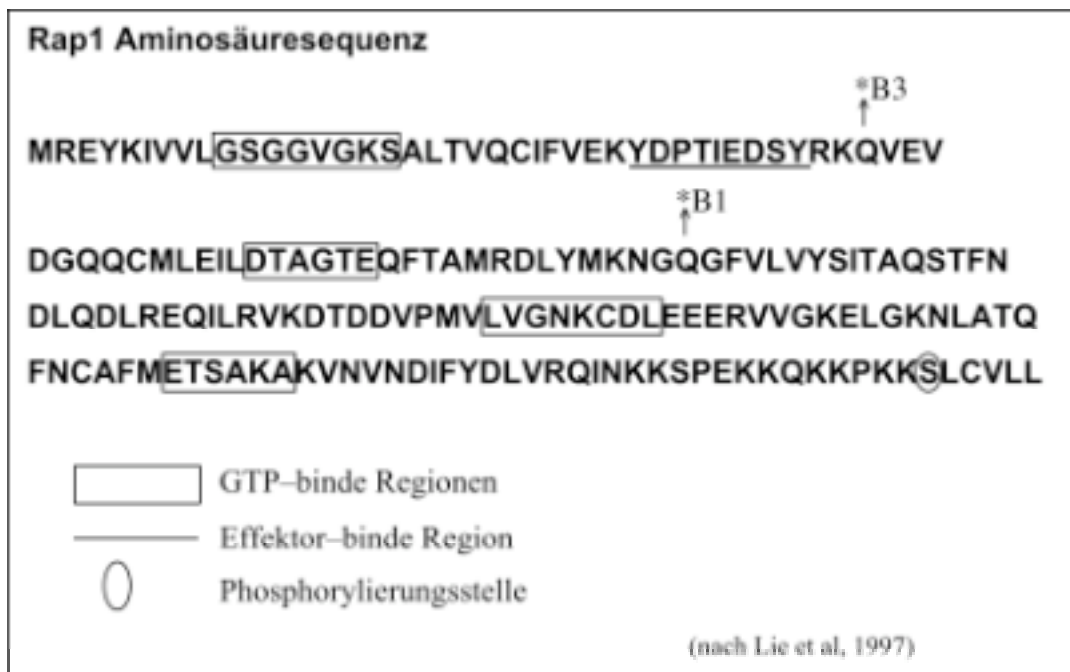 Rap1 Aminosäuresequenz
*B3
MREYKIVVLGSGGVGKSALTVQCIFVEKYDPTIEDSYRKQVEV
*B1
DGQQCMLEILDTAGTEQFTAMRDLYMKNGQGFVLVYSITAQSTFN
DLQDLREQILRVKDTDDVPMVLVGNKCDLEEERVVGKELGKNLATQ
FNCAFMETSAKAKVNVNDIFYDLVRQINKKSPEKKQKKPKKSLCVLL
GTP–binde Regionen
Effektor–binde Region
Phosphorylierungsstelle
(nach Lie et al, 1997)